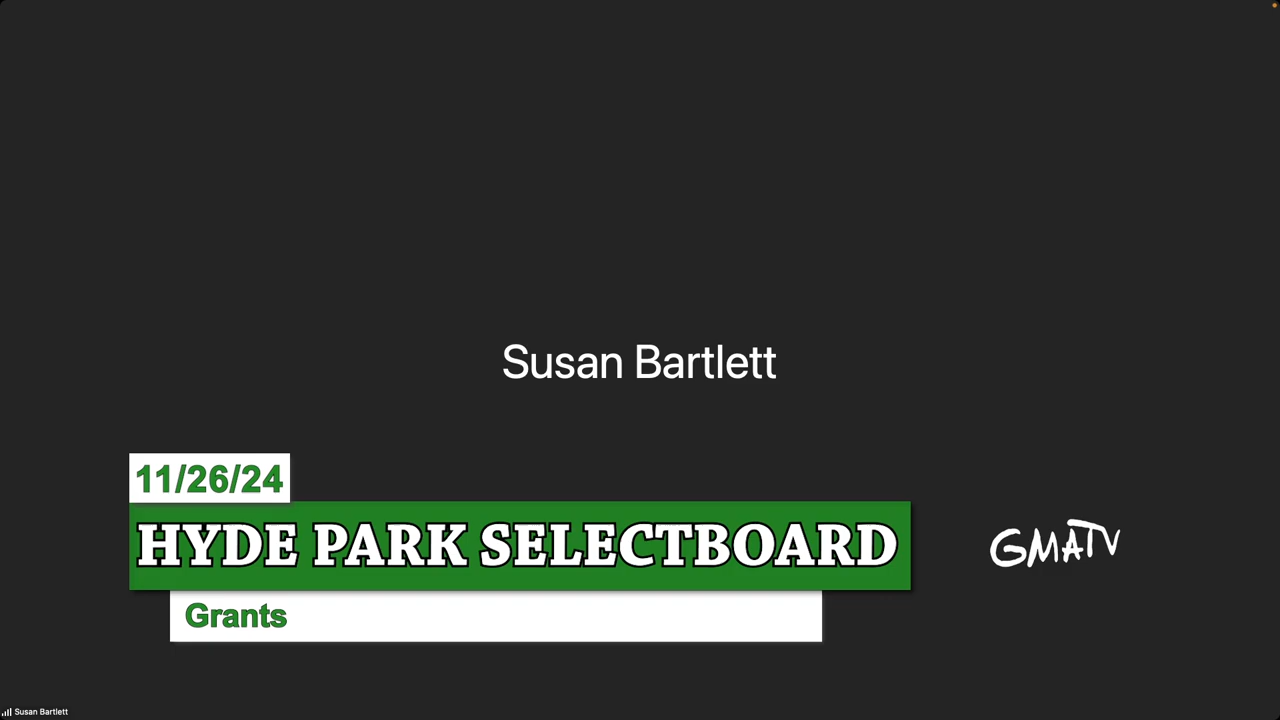 Susan Bartlett
11/26/24
HYDE PARK SELECTBOARD
GMATV
Grants
Susan Bartlett